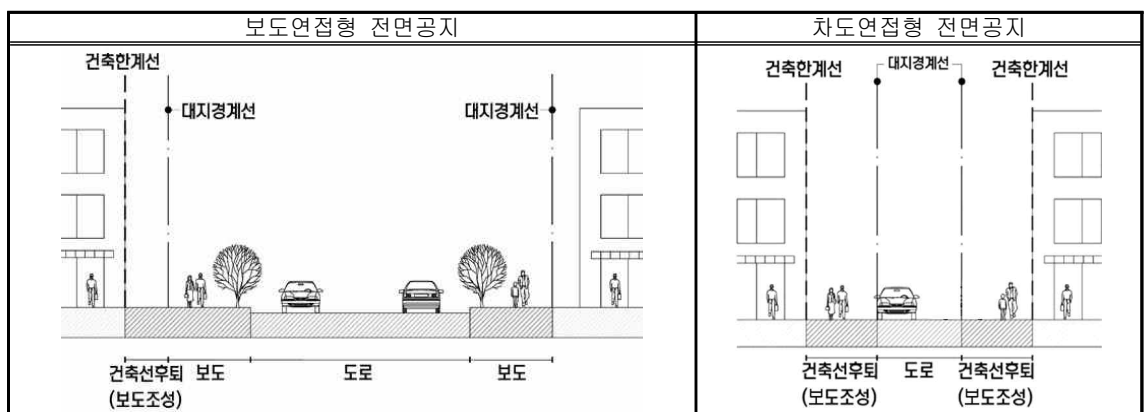 보도연접형 전면공지
차도연접형 전면공지
건축한계선
대지경계선
대지경계선
건축선후퇴 보도 도로 보도
(보도조성)
건축한계선 대지경계선 건축한계선
건축선후퇴 도로 건축선후퇴
(보도조성) (보도조성)